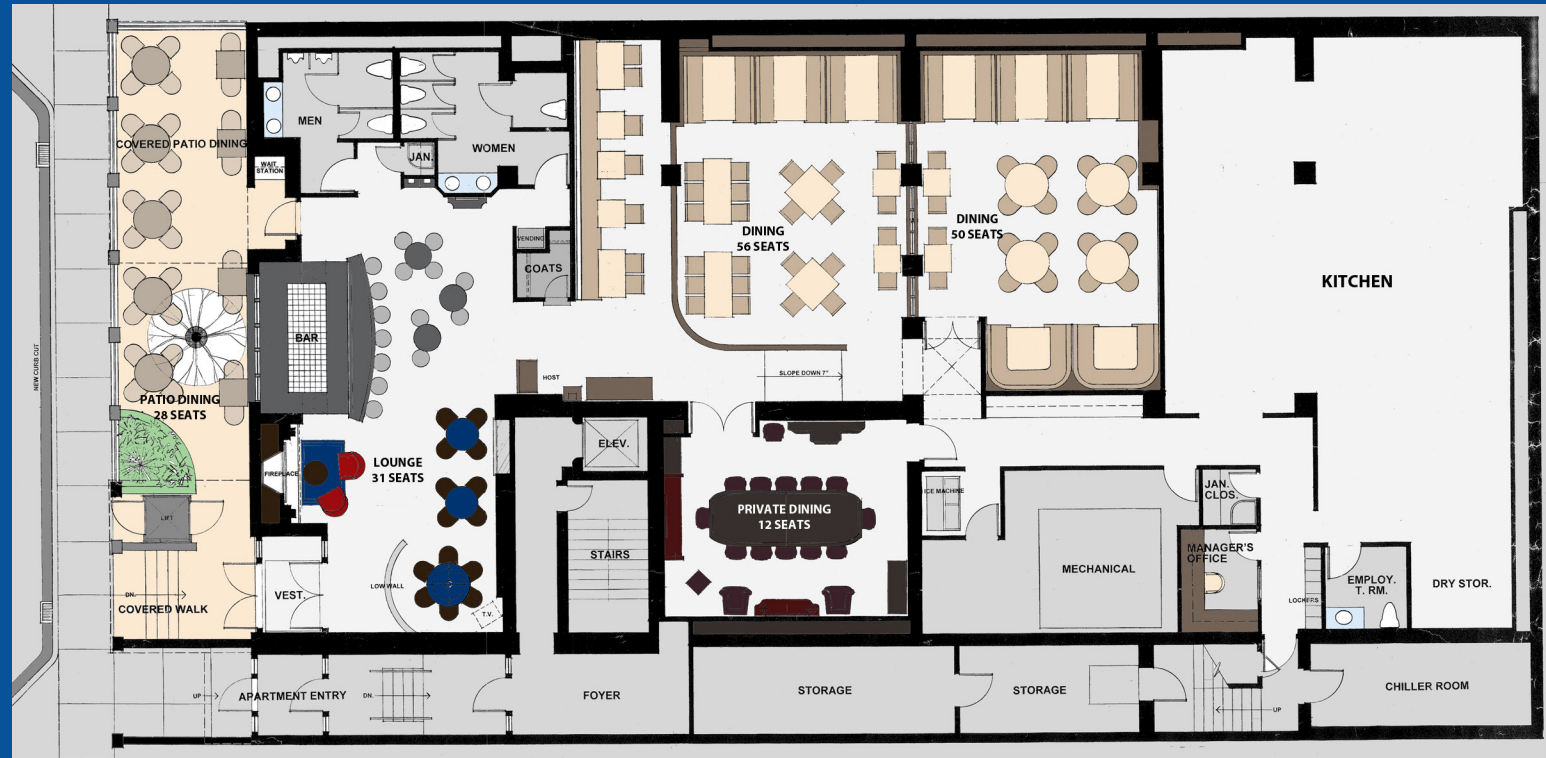 COVERED PATIO DINING
WAIT
STATION
MEN
JAN.
WOMEN
VENDING
COATS
DINING
56 SEATS
DINING
50 SEATS
KITCHEN
BAR
NEW CURB CUT
HOST
SLOPE DOWN 7"
PATIO DINING
28 SEATS
FIREPLACE
LOUNGE
31 SEATS
ELEV.
LIFT
STAIRS
PRIVATE DINING
12 SEATS
ICE MACHINE
JAN.
CLOS.
MECHANICAL
MANAGER'S
OFFICE
EMPLOY.
T. RM.
DRY STOR.
LOCKERS
DN.
COVERED WALK
VEST.
LOW WALL
T.V.
UP
APARTMENT ENTRY
DN.
FOYER
STORAGE
STORAGE
UP
CHILLER ROOM